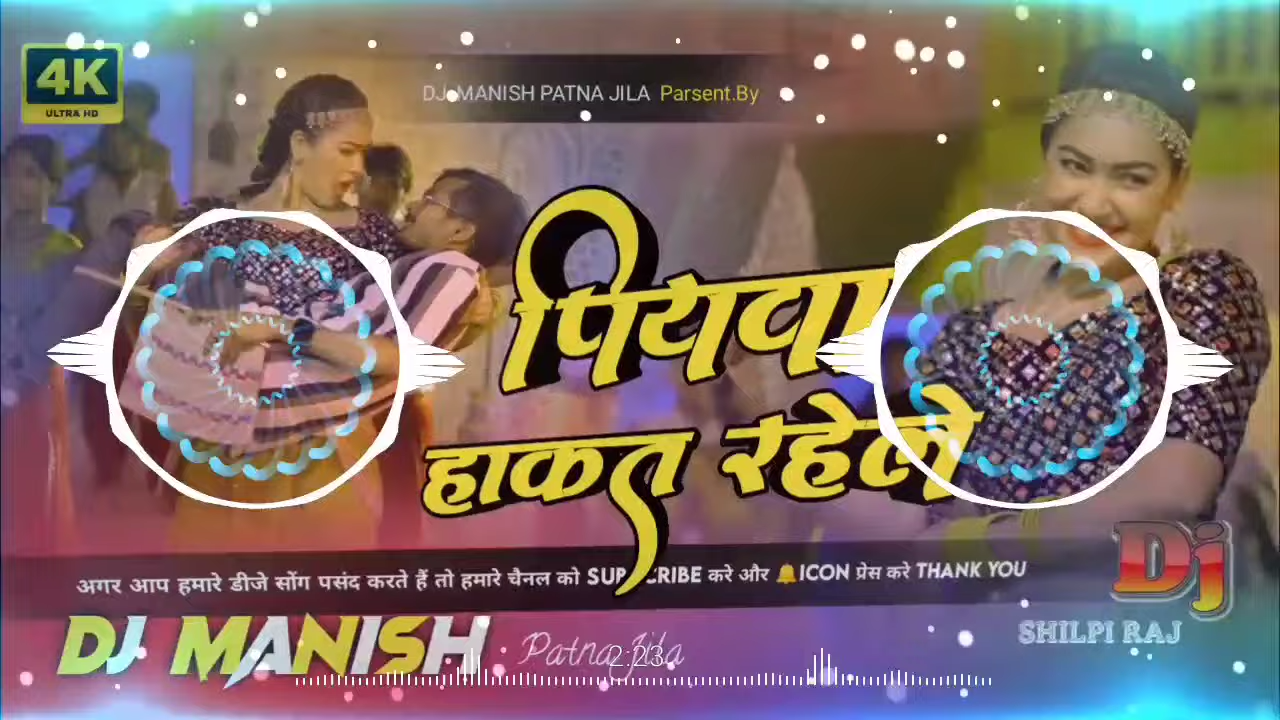 4K
ULTRA HD
DJ MANISH PATNA JILA Parsent.By
पियवा
हाकत रहेले
अगर आप हमारे डीजे सोंग पसंद करते हैं तो हमारे चैनल को SUBSCRIBE करे और 🔔ICON प्रेस करे THANK YOU
Dj
SHILPI RAJ
DJ MANISH Patna Jila
2:23